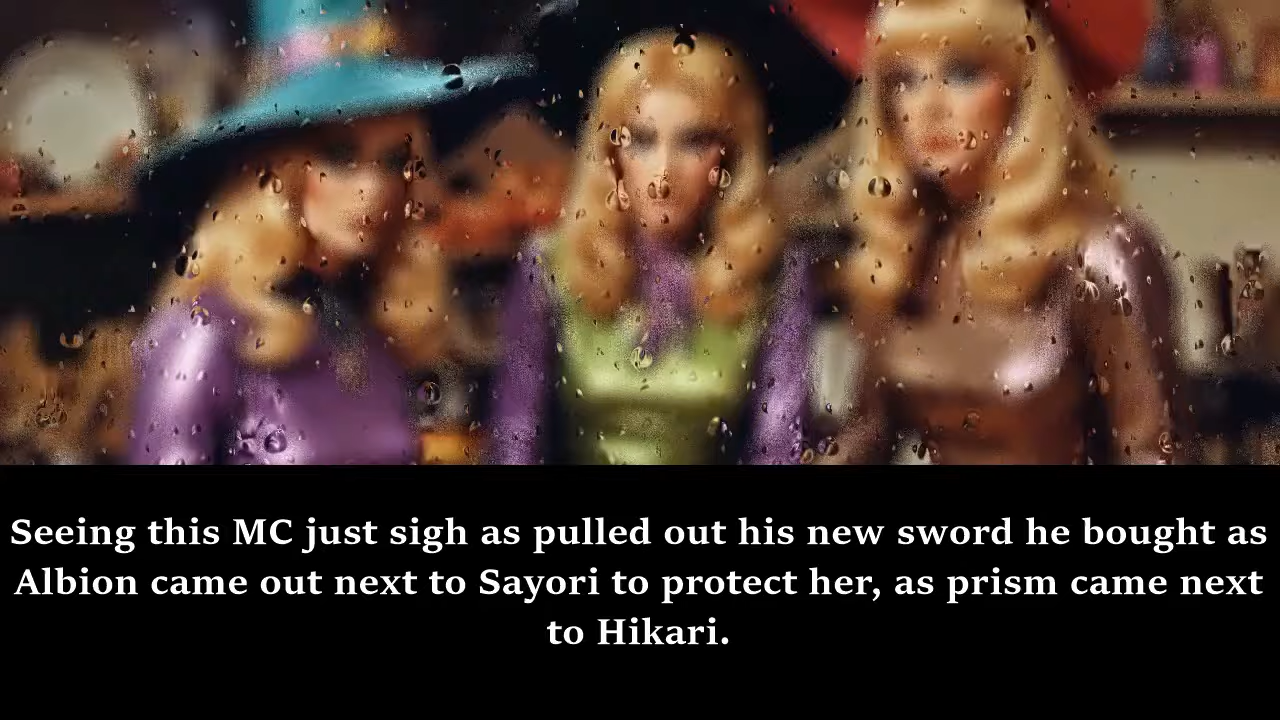 Seeing this MC just sigh as pulled out his new sword he bought as
Albion came out next to Sayori to protect her, as prism came next
to Hikari.